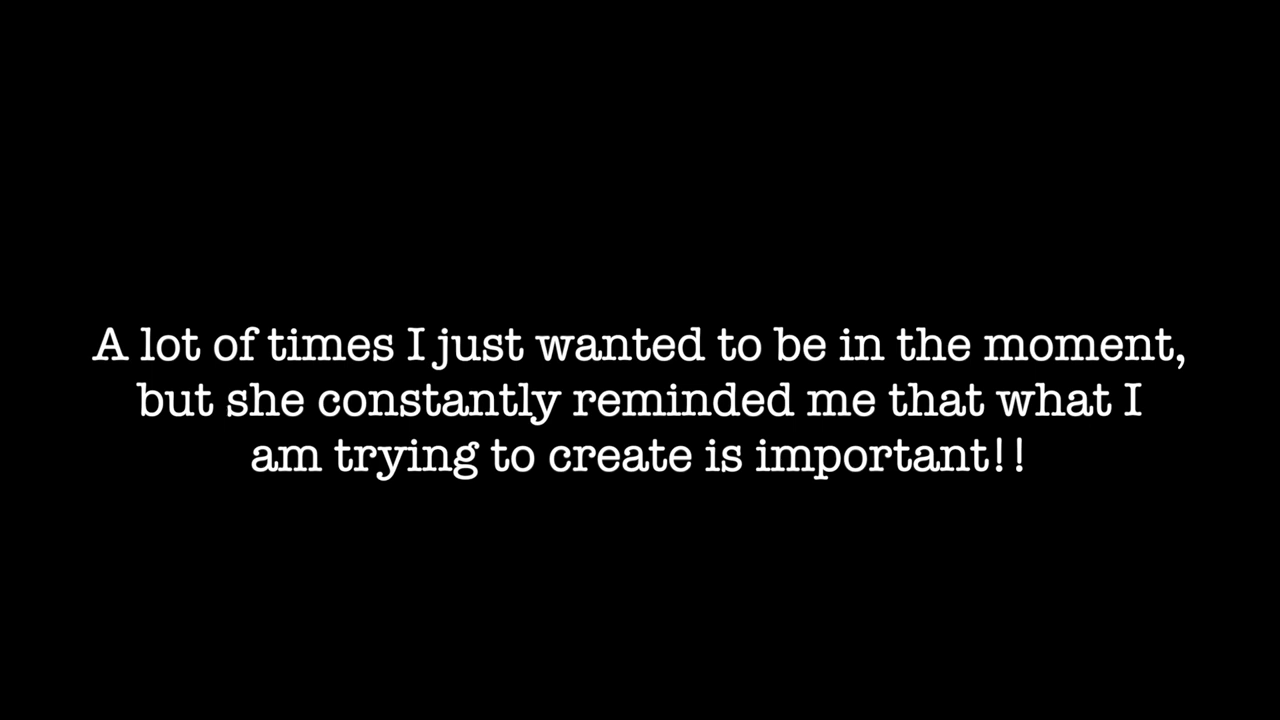 A lot of times I just wanted to be in the moment,
but she constantly reminded me that what I
am trying to create is important!!